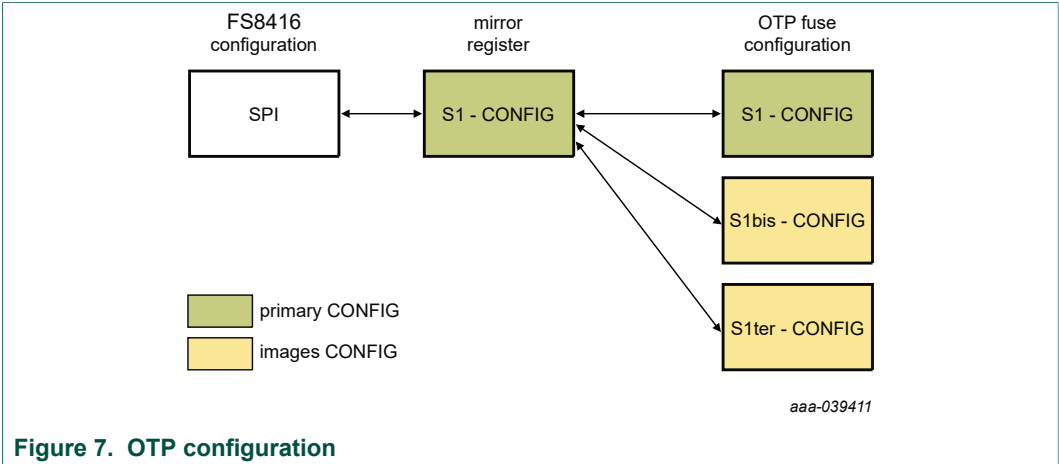 FS8416
configuration
mirror
register
OTP fuse
configuration
SPI
S1 - CONFIG
S1 - CONFIG
S1bis - CONFIG
S1ter - CONFIG
primary CONFIG
images CONFIG
aaa-039411
Figure 7. OTP configuration